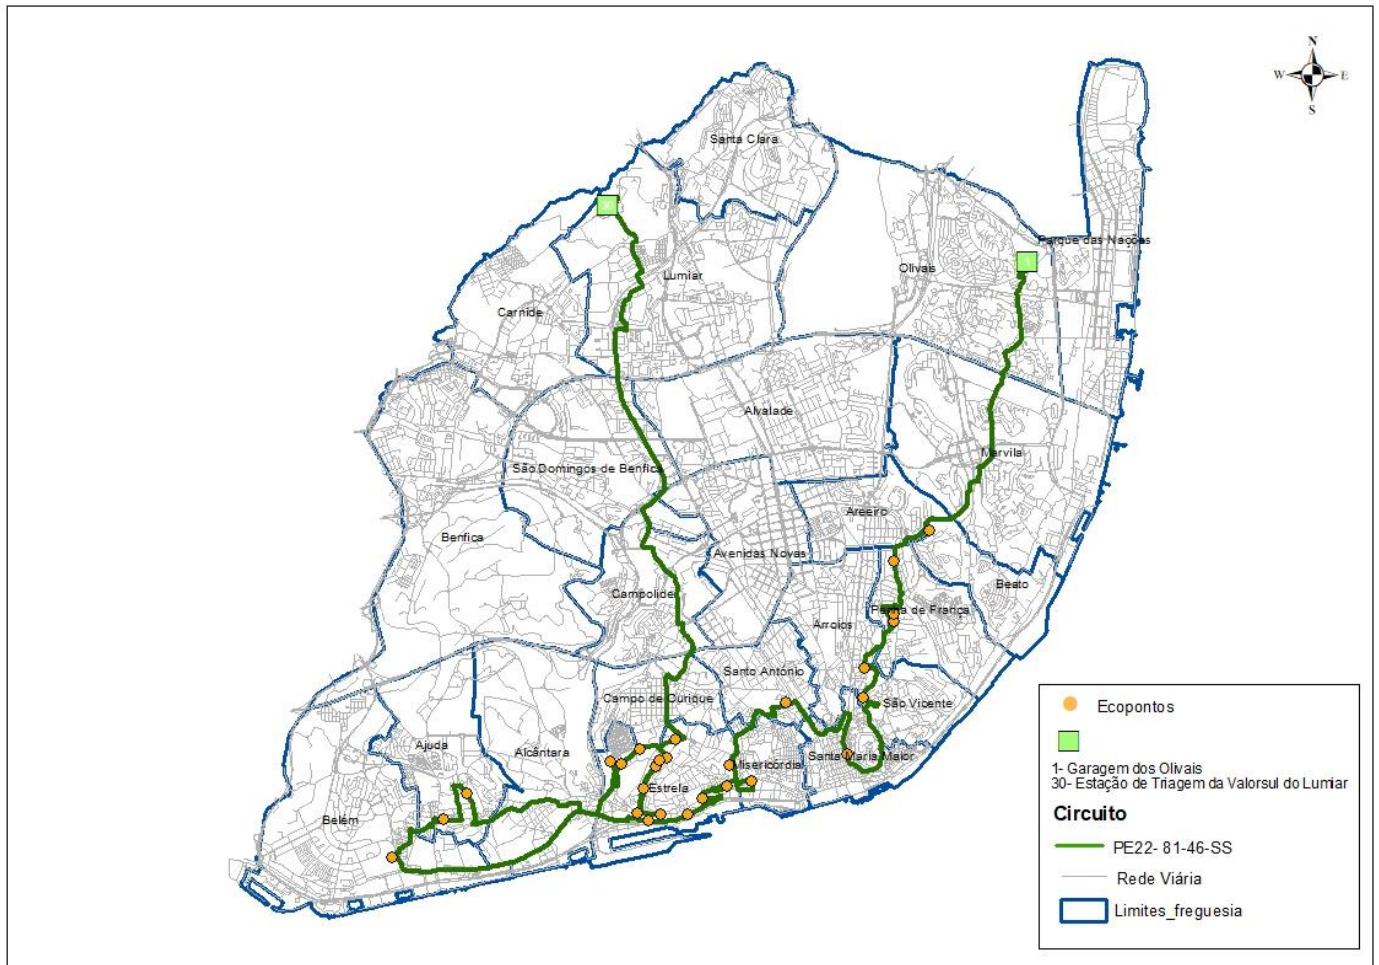 N
W E
S
Santa Clara
30
Parque das Nações
1
Olivais
Lumiar
Carnide
Alvalade
Marvila
São Domingos de Benfica
Areeiro
Benfica
Avenidas Novas
Beato
Campolide
Penha de França
Arroios
Santo António
Campo de Ourique
São Vicente
Ajuda
Alcântara
Santa Maria Maior
Misericórdia
Estrela
Belém
Ecopontos
1- Garagem dos Olivais
30- Estação de Triagem da Valorsul do Lumiar
Circuito
PE22- 81-46-SS
Rede Viária
Limites_freguesia